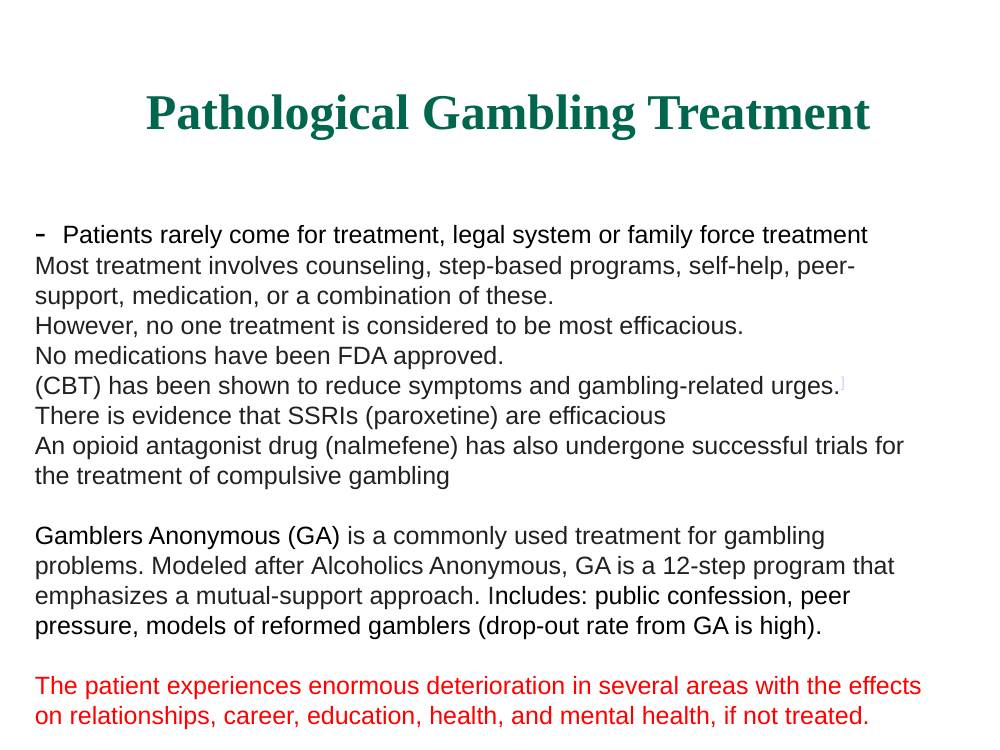 Pathological Gambling Treatment
- Patients rarely come for treatment, legal system or family force treatment
Most treatment involves counseling, step-based programs, self-help, peer-
support, medication, or a combination of these.
However, no one treatment is considered to be most efficacious.
No medications have been FDA approved.
(CBT) has been shown to reduce symptoms and gambling-related urges.]
There is evidence that SSRIs (paroxetine) are efficacious
An opioid antagonist drug (nalmefene) has also undergone successful trials for
the treatment of compulsive gambling
Gamblers Anonymous (GA) is a commonly used treatment for gambling
problems. Modeled after Alcoholics Anonymous, GA is a 12-step program that
emphasizes a mutual-support approach. Includes: public confession, peer
pressure, models of reformed gamblers (drop-out rate from GA is high).
The patient experiences enormous deterioration in several areas with the effects
on relationships, career, education, health, and mental health, if not treated.